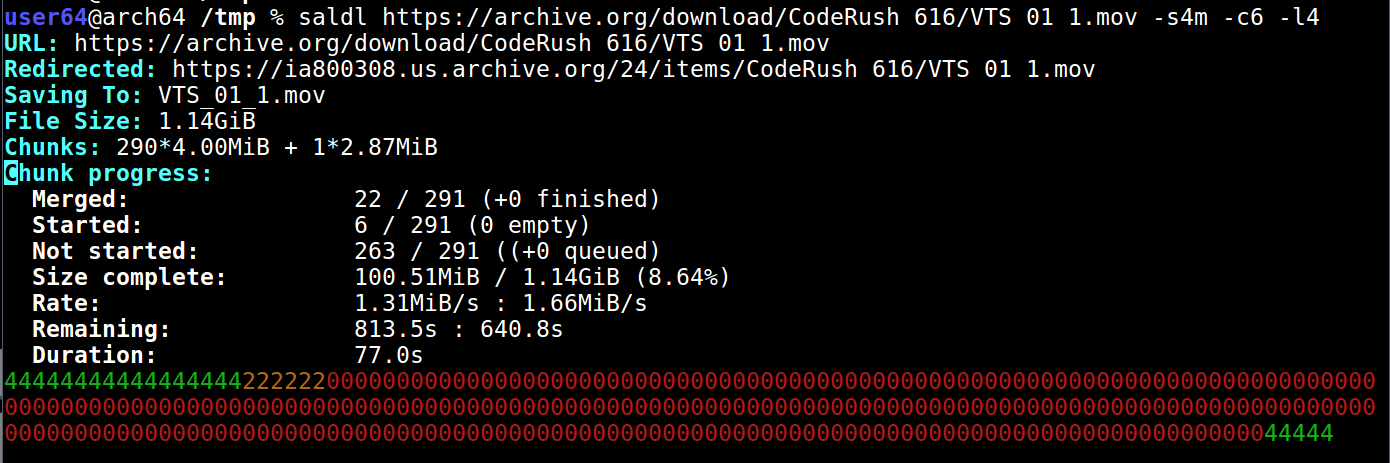 user64@arch64 /tmp % saldl https://archive.org/download/CodeRush 616/VTS 01 1.mov -s4m -c6 -l4
URL: https://archive.org/download/CodeRush 616/VTS 01 1.mov
Redirected: https://ia800308.us.archive.org/24/items/CodeRush 616/VTS 01 1.mov
Saving To: VTS_01_1.mov
File Size: 1.14GiB
Chunks: 290*4.00MiB + 1*2.87MiB
Chunk progress:
Merged: 22 / 291 (+0 finished)
Started: 6 / 291 (0 empty)
Not started: 263 / 291 ((+0 queued)
Size complete: 100.51MiB / 1.14GiB (8.64%)
Rate: 1.31MiB/s : 1.66MiB/s
Remaining: 813.5s : 640.8s
Duration: 77.0s
44444444444444444222222000000000000000000000000000000000000000000000000000000000000000000000000000
00000000000000000000000000000000000000000000000000000000000000000000000000000000000000000000000000
00000000000000000000000000000000000000000000000000000000000000000000000000000000000000000044444